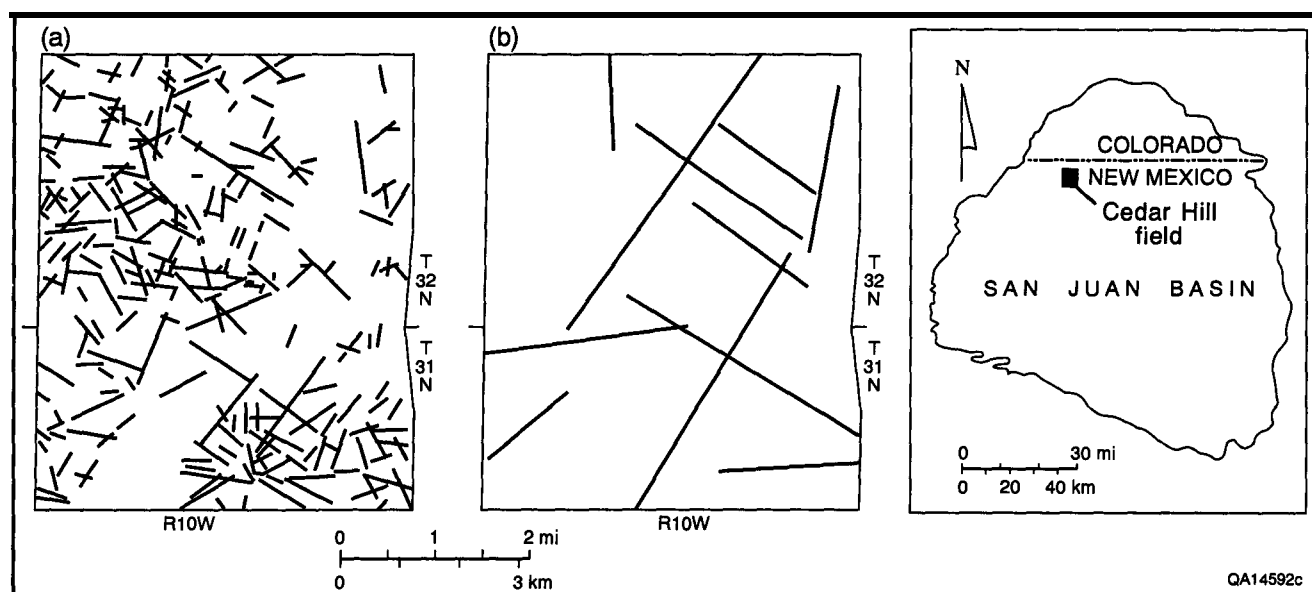 (a)
T
32
N
T
31
N
R10W
(b)
T
32
N
T
31
N
R10W
0 1 2 mi
0 3 km
N
COLORADO
NEW MEXICO
Cedar Hill
field
SAN JUAN BASIN
0 30 mi
0 20 40 km
QA14592c